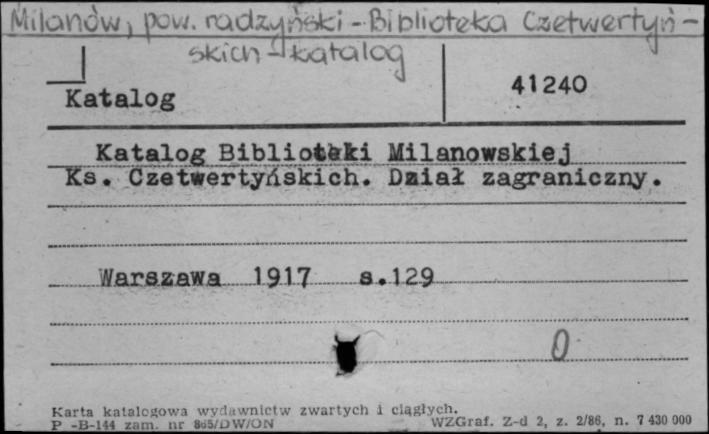 Milanów, pow. radzyński - Biblioteka Czetwertyń-
skich - katalog
Katalog
41240
Katalog Biblioteki Milanowskiej
Ks. Czetwertyńskich. Dział zagraniczny.
Warszawa 1917 s.129
0
Karta katalogowa wydawnictw zwartych i ciągłych.
P -B-144 zam. nr 865/DW/ON
WZGraf. Z-d 2, z. 2/86, n. 7 430 000